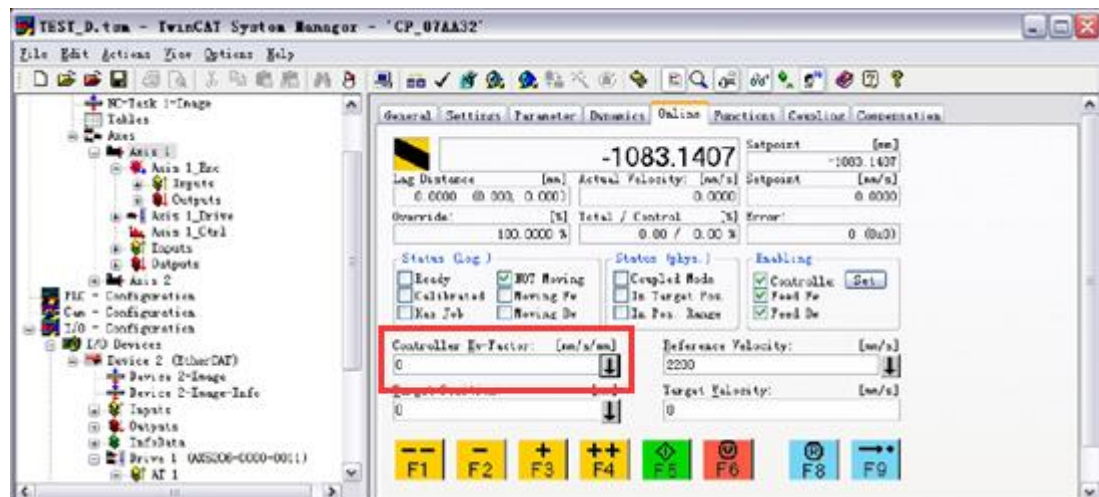 TEST_D.tsm - TwinCAT System Manager - 'CP_07AA32'
File Edit Actions View Options Help
NC-Task 1-Image
Tables
Axes
Axis 1
Axis 1_Enc
Inputs
Outputs
Axis 1_Drive
Axis 1_Ctrl
Inputs
Outputs
Axis 2
PLC - Configuration
Cam - Configuration
I/O - Configuration
I/O Devices
Device 2 (EtherCAT)
Device 2-Image
Device 2-Image-Info
Inputs
Outputs
InfoData
Drive 1 (AX5206-0000-0011)
AT 1
General Settings Parameter Dynamics Online Functions Coupling Compensation
-1083.1407
Setpoint [mm]
-1083.1407
Lag Distance [mm] Actual Velocity: [mm/s] Setpoint [mm/s]
0.0000 (0.000, 0.000) 0.0000 0.0000
Override: [%] Total / Control [%] Error:
100.0000 % 0.00 / 0.00 % 0 (0x0)
Status (log.) Status (phys.) Enabling
Ready NOT Moving Coupled Mode Controlle Set
Calibrated Moving Fw In Target Pos. Feed Fw
Has Job Moving Bw In Pos. Range Feed Bw
Controller Kv-Factor: [mm/s/mm] Reference Velocity: [mm/s]
0 2200
Target Velocity: [mm/s]
0 0
-- - + ++
F1 F2 F3 F4 F5 F6 F8 F9